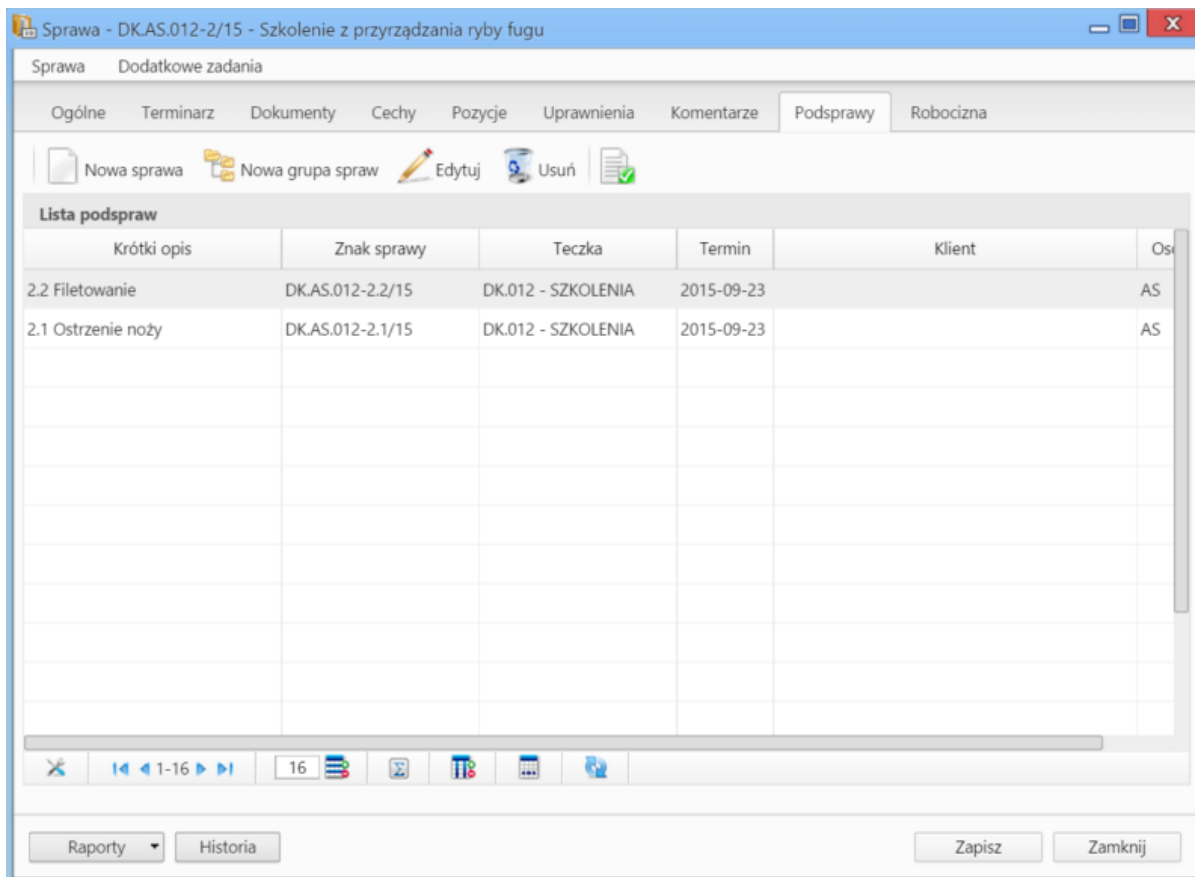 Sprawa - DK.AS.012-2/15 - Szkolenie z przyrządzania ryby fugu
Sprawa Dodatkowe zadania
Ogólne Terminarz Dokumenty Cechy Pozycje Uprawnienia Komentarze Podsprawy Robocizna
Nowa sprawa Nowa grupa spraw Edytuj Usuń
Lista podspraw
Krótki opis Znak sprawy Teczka Termin Klient Oso
2.2 Filetowanie DK.AS.012-2.2/15 DK.012 - SZKOLENIA 2015-09-23 AS
2.1 Ostrzenie noży DK.AS.012-2.1/15 DK.012 - SZKOLENIA 2015-09-23 AS
1-16 16
Raporty Historia Zapisz Zamknij